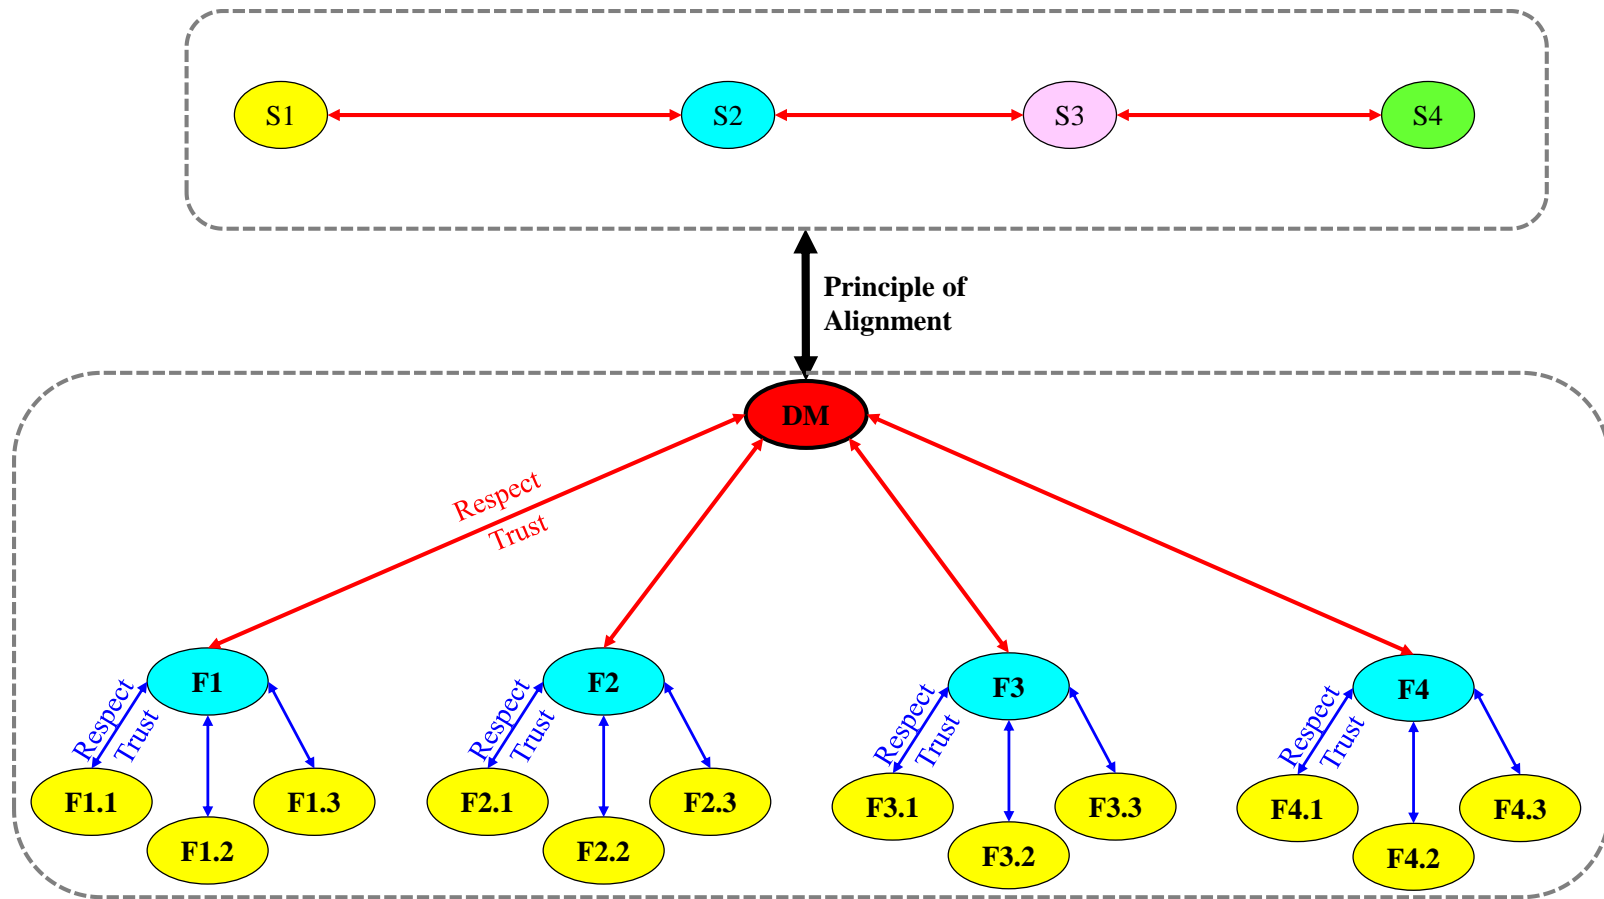 S1
S2
S3
S4
Principle of
Alignment
DM
Respect
Trust
F1
F2
F3
F4
Respect
Trust
Respect
Trust
Respect
Trust
Respect
Trust
F1.1
F1.2
F1.3
F2.1
F2.2
F2.3
F3.1
F3.2
F3.3
F4.1
F4.2
F4.3